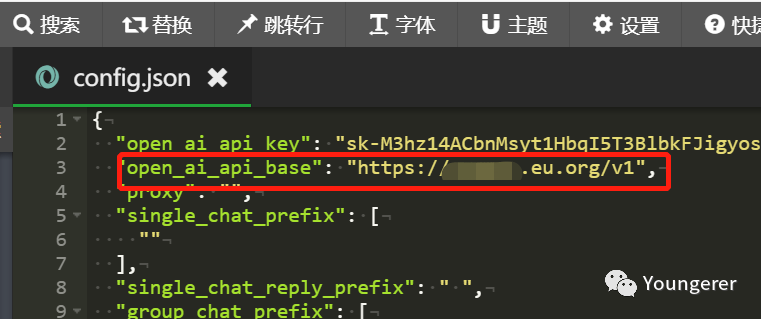 搜索 替换 跳转行 字体 主题 设置 快捷
config.json
1 {
2 "open_ai_api_key": "sk-M3hz14ACbnMsyt1HbqI5T3BlbkFJigyos
3 "open_ai_api_base": "https:// .eu.org/v1",
4 "proxy": "",
5 "single_chat_prefix": [
6 ""
7 ],
8 "single_chat_reply_prefix": " ",
9 "group_chat_prefix": [
Youngerer